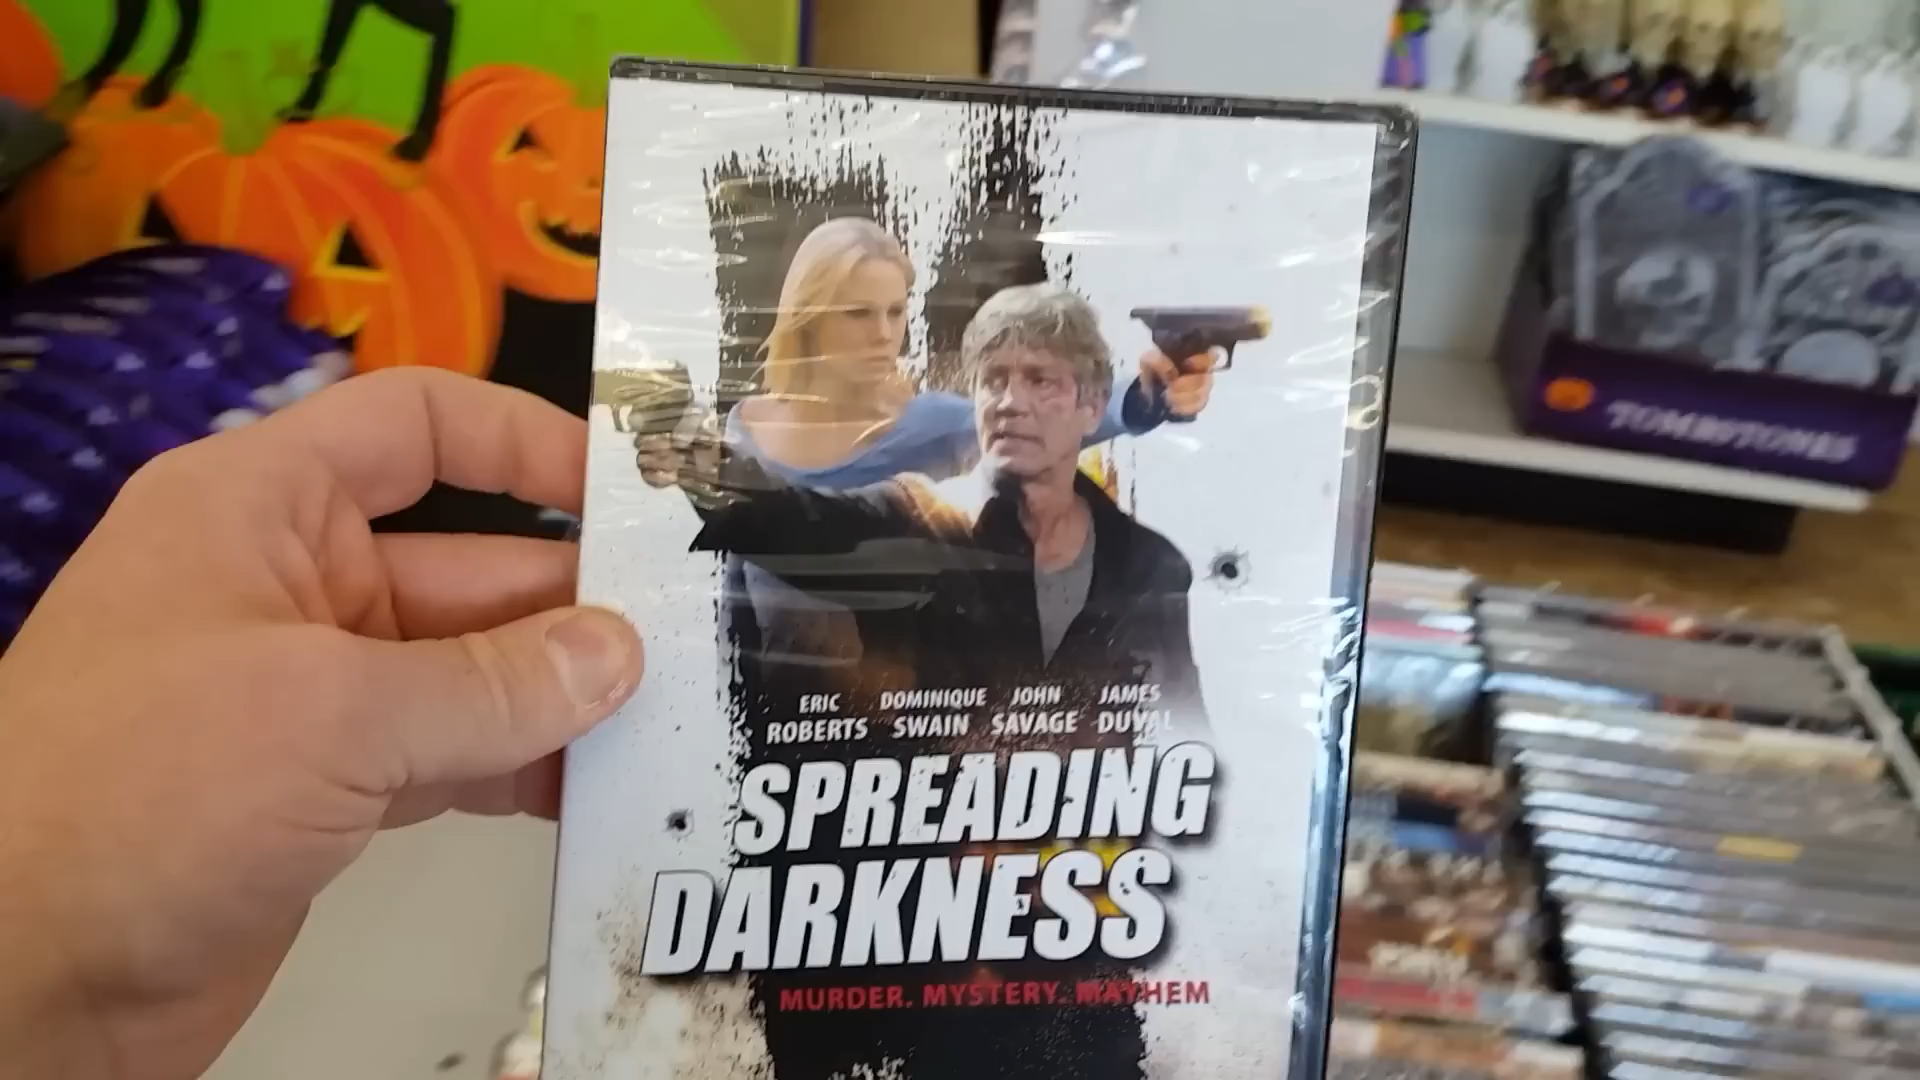 ERIC DOMINIQUE JOHN JAMES
ROBERTS SWAIN SAVAGE DUVAL
SPREADING
DARKNESS
MURDER. MYSTERY. MAYHEM
TOMBSTONES